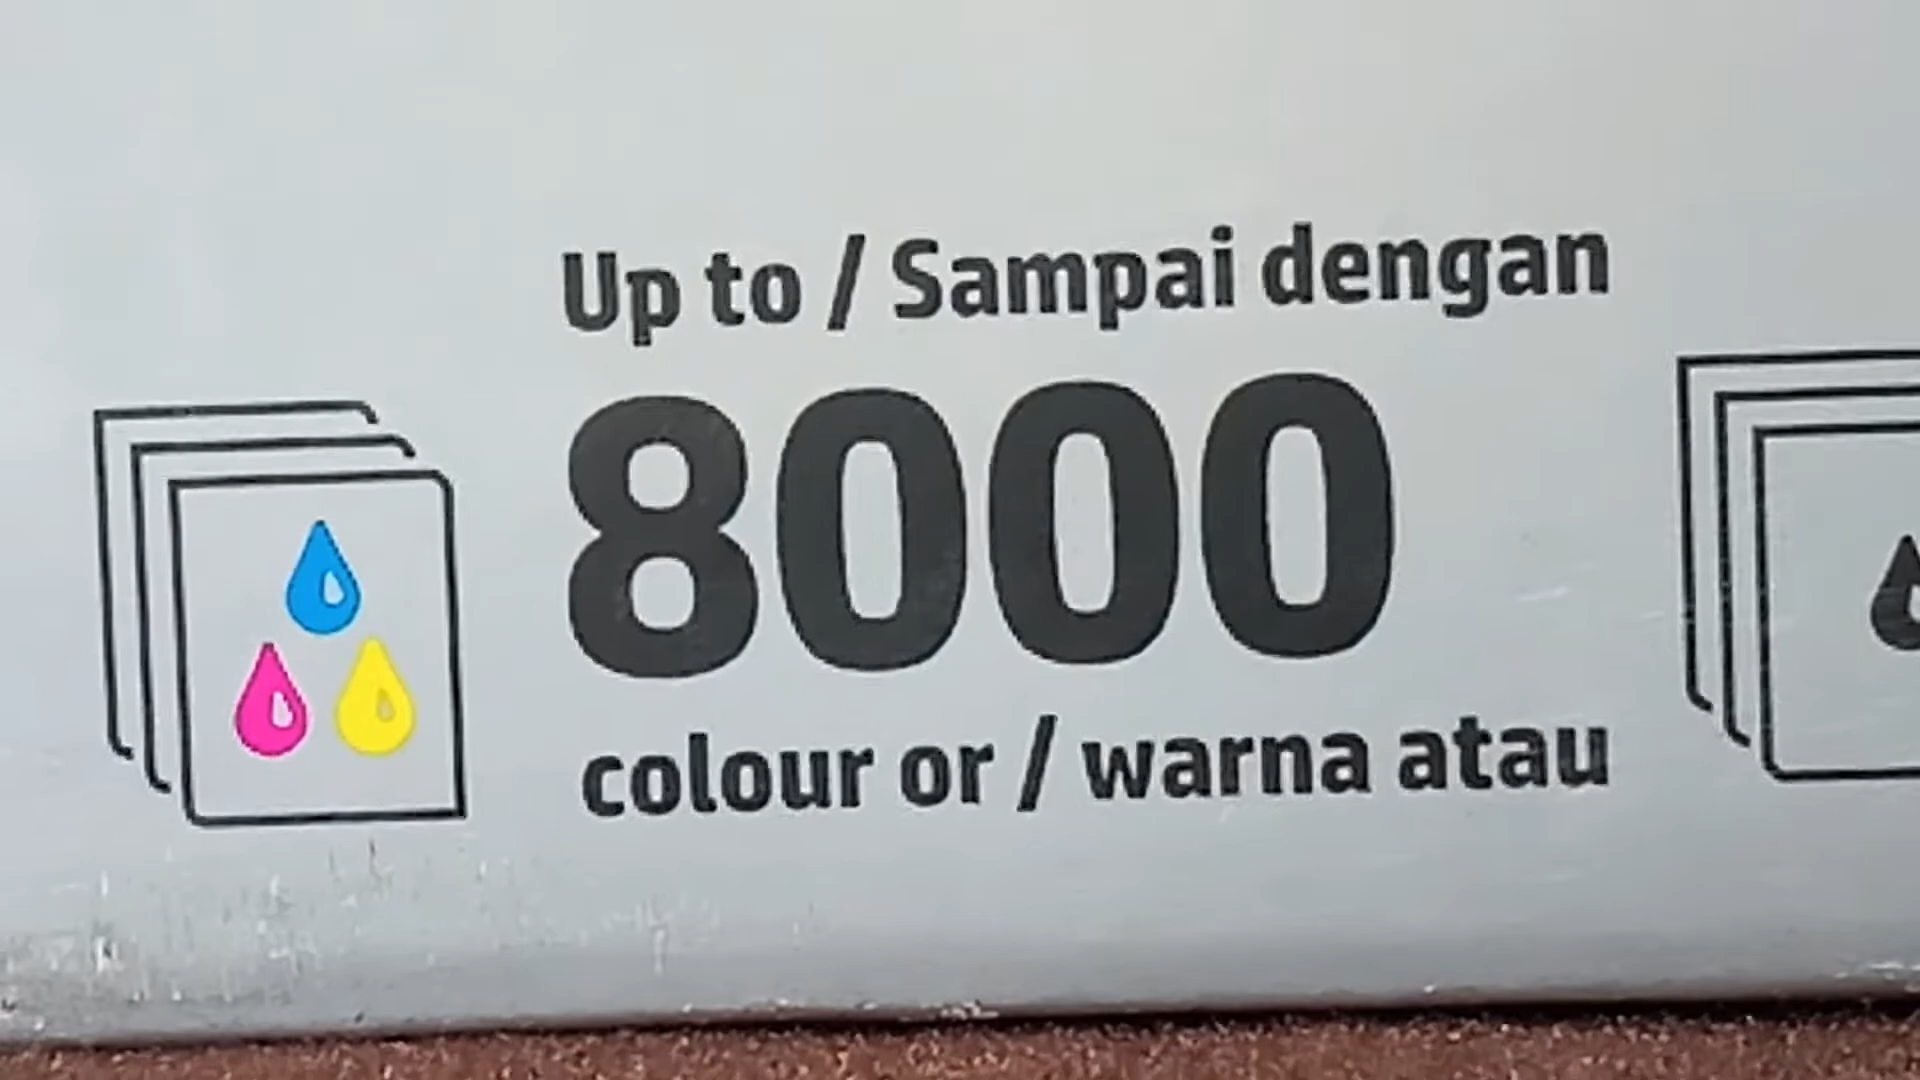 Up to / Sampai dengan
8000
colour or / warna atau